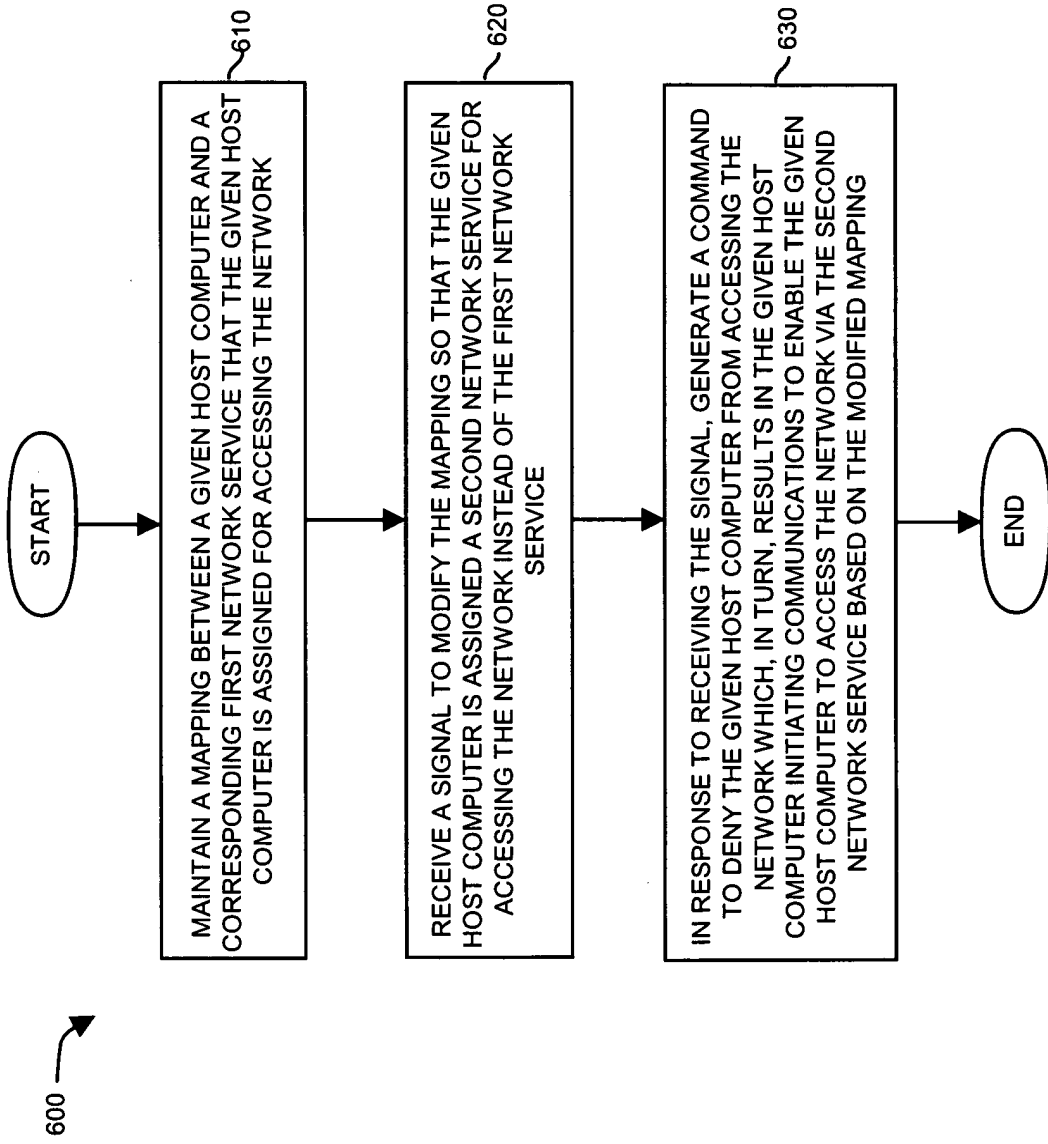 600
START
MAINTAIN A MAPPING BETWEEN A GIVEN HOST COMPUTER AND A
CORRESPONDING FIRST NETWORK SERVICE THAT THE GIVEN HOST
COMPUTER IS ASSIGNED FOR ACCESSING THE NETWORK
610
RECEIVE A SIGNAL TO MODIFY THE MAPPING SO THAT THE GIVEN
HOST COMPUTER IS ASSIGNED A SECOND NETWORK SERVICE FOR
ACCESSING THE NETWORK INSTEAD OF THE FIRST NETWORK
SERVICE
620
IN RESPONSE TO RECEIVING THE SIGNAL, GENERATE A COMMAND
TO DENY THE GIVEN HOST COMPUTER FROM ACCESSING THE
NETWORK WHICH, IN TURN, RESULTS IN THE GIVEN HOST
COMPUTER INITIATING COMMUNICATIONS TO ENABLE THE GIVEN
HOST COMPUTER TO ACCESS THE NETWORK VIA THE SECOND
NETWORK SERVICE BASED ON THE MODIFIED MAPPING
630
END